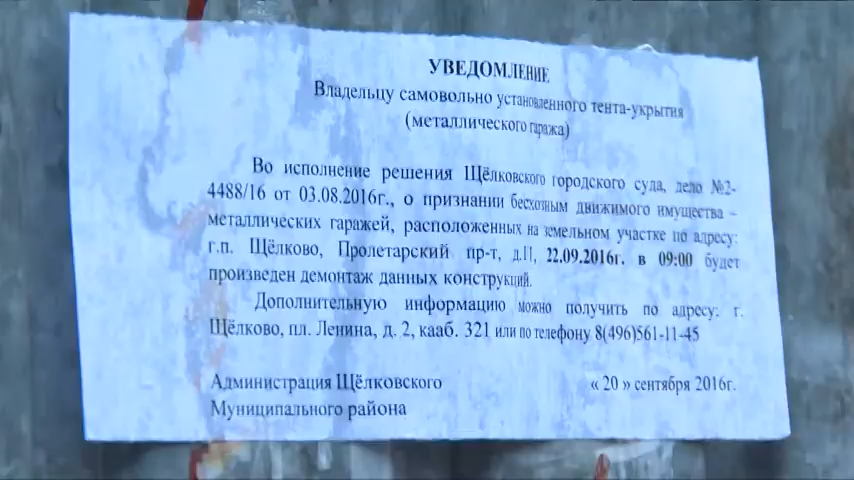 УВЕДОМЛЕНИЕ
Владельцу самовольно установленного тента-укрытия
(металлического гаража)
Во исполнение решения Щёлковского городского суда, дело №2-
4488/16 от 03.08.2016г., о признании бесхозным движимого имущества –
металлических гаражей, расположенных на земельном участке по адресу:
г.п. Щёлково, Пролетарский пр-т, д.11, 22.09.2016г. в 09:00 будет
произведен демонтаж данных конструкций.
Дополнительную информацию можно получить по адресу: г.
Щёлково, пл. Ленина, д. 2, кааб. 321 или по телефону 8(496)561-11-45
Администрация Щёлковского
Муниципального района
« 20 » сентября 2016г.